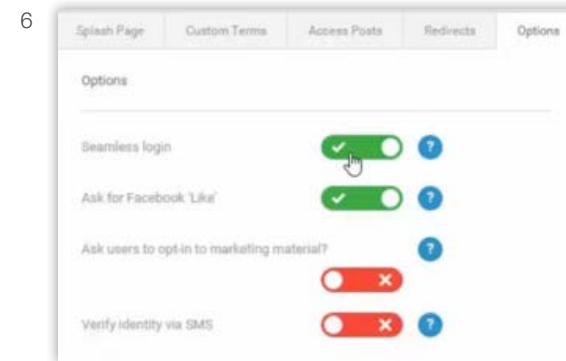 6
Splash Page Custom Terms Access Posts Redirects Options
Options
Seamless login ?
Ask for Facebook 'Like' ?
Ask users to opt-in to marketing material? ?
Verify identity via SMS ?